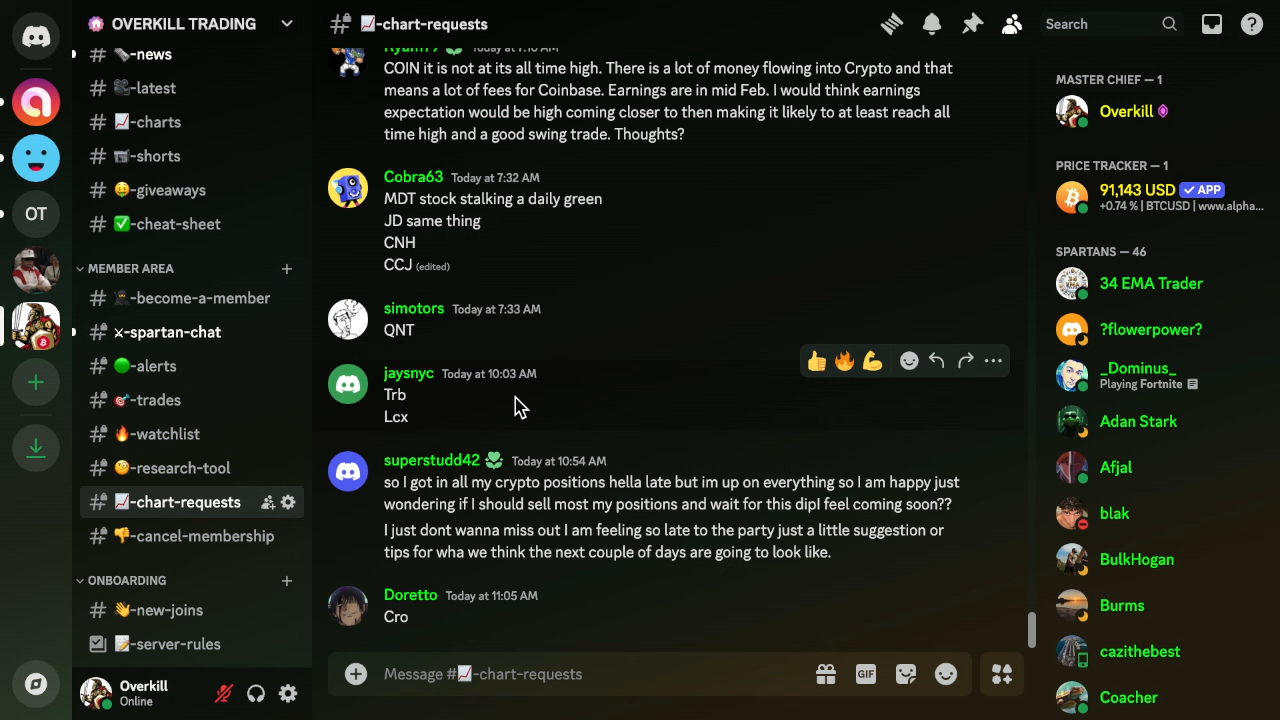 OVERKILL TRADING
-news
-latest
-charts
-shorts
-giveaways
-cheat-sheet
MEMBER AREA
-become-a-member
-spartan-chat
-alerts
-trades
-watchlist
-research-tool
-chart-requests
-cancel-membership
ONBOARDING
-new-joins
-server-rules
Overkill
Online
OT
-chart-requests
Today at 7:10 AM
COIN it is not at its all time high. There is a lot of money flowing into Crypto and that
means a lot of fees for Coinbase. Earnings are in mid Feb. I would think earnings
expectation would be high coming closer to then making it likely to at least reach all
time high and a good swing trade. Thoughts?
Cobra63 Today at 7:32 AM
MDT stock stalking a daily green
JD same thing
CNH
CCJ (edited)
simotors Today at 7:33 AM
QNT
jaysnyc Today at 10:03 AM
Trb
Lcx
superstudd42 Today at 10:54 AM
so I got in all my crypto positions hella late but im up on everything so I am happy just
wondering if I should sell most my positions and wait for this dipI feel coming soon??
I just dont wanna miss out I am feeling so late to the party just a little suggestion or
tips for wha we think the next couple of days are going to look like.
Doretto Today at 11:05 AM
Cro
Message #📈-chart-requests
GIF
Search
MASTER CHIEF — 1
Overkill
PRICE TRACKER — 1
91,143 USD ✓ APP
+0.74 % | BTCUSD | www.alpha...
SPARTANS — 46
34 EMA Trader
?flowerpower?
_Dominus_
Playing Fortnite
Adan Stark
Afjal
blak
BulkHogan
Burms
cazithebest
Coacher